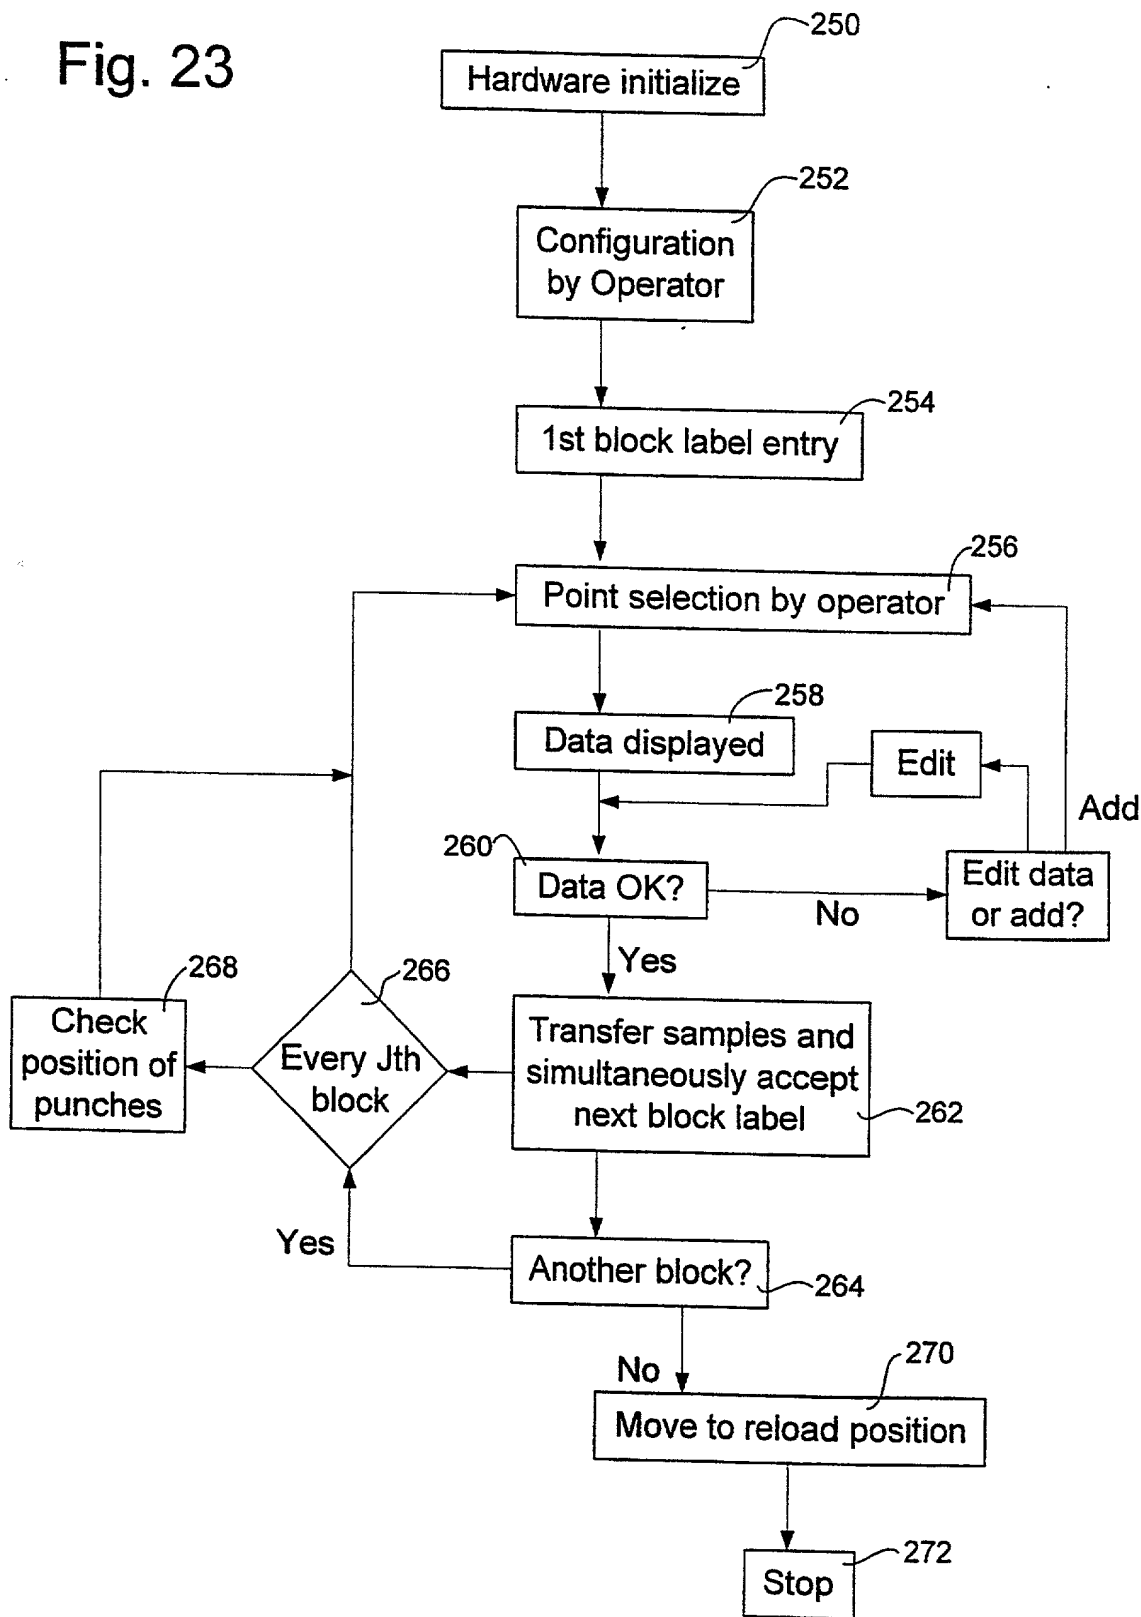 Fig. 23
250
Hardware initialize
252
Configuration
by Operator
254
1st block label entry
256
Point selection by operator
258
Data displayed
Edit
Add
260
Data OK?
No
Edit data
or add?
Yes
268
266
Check
position of
punches
Every Jth
block
Transfer samples and
simultaneously accept
next block label
262
Yes
Another block?
264
No
270
Move to reload position
272
Stop